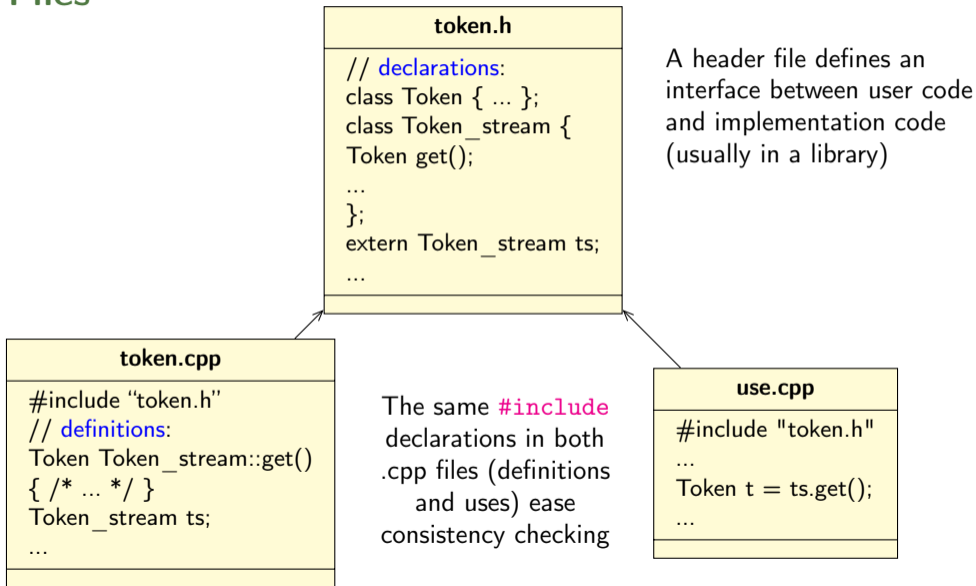 Files
token.h
// declarations:
class Token { ... };
class Token_stream {
Token get();
...
};
extern Token_stream ts;
...
A header file defines an
interface between user code
and implementation code
(usually in a library)
token.cpp
#include “token.h”
// definitions:
Token Token_stream::get()
{ /* ... */ }
Token_stream ts;
...
The same #include
declarations in both
.cpp files (definitions
and uses) ease
consistency checking
use.cpp
#include "token.h"
...
Token t = ts.get();
...